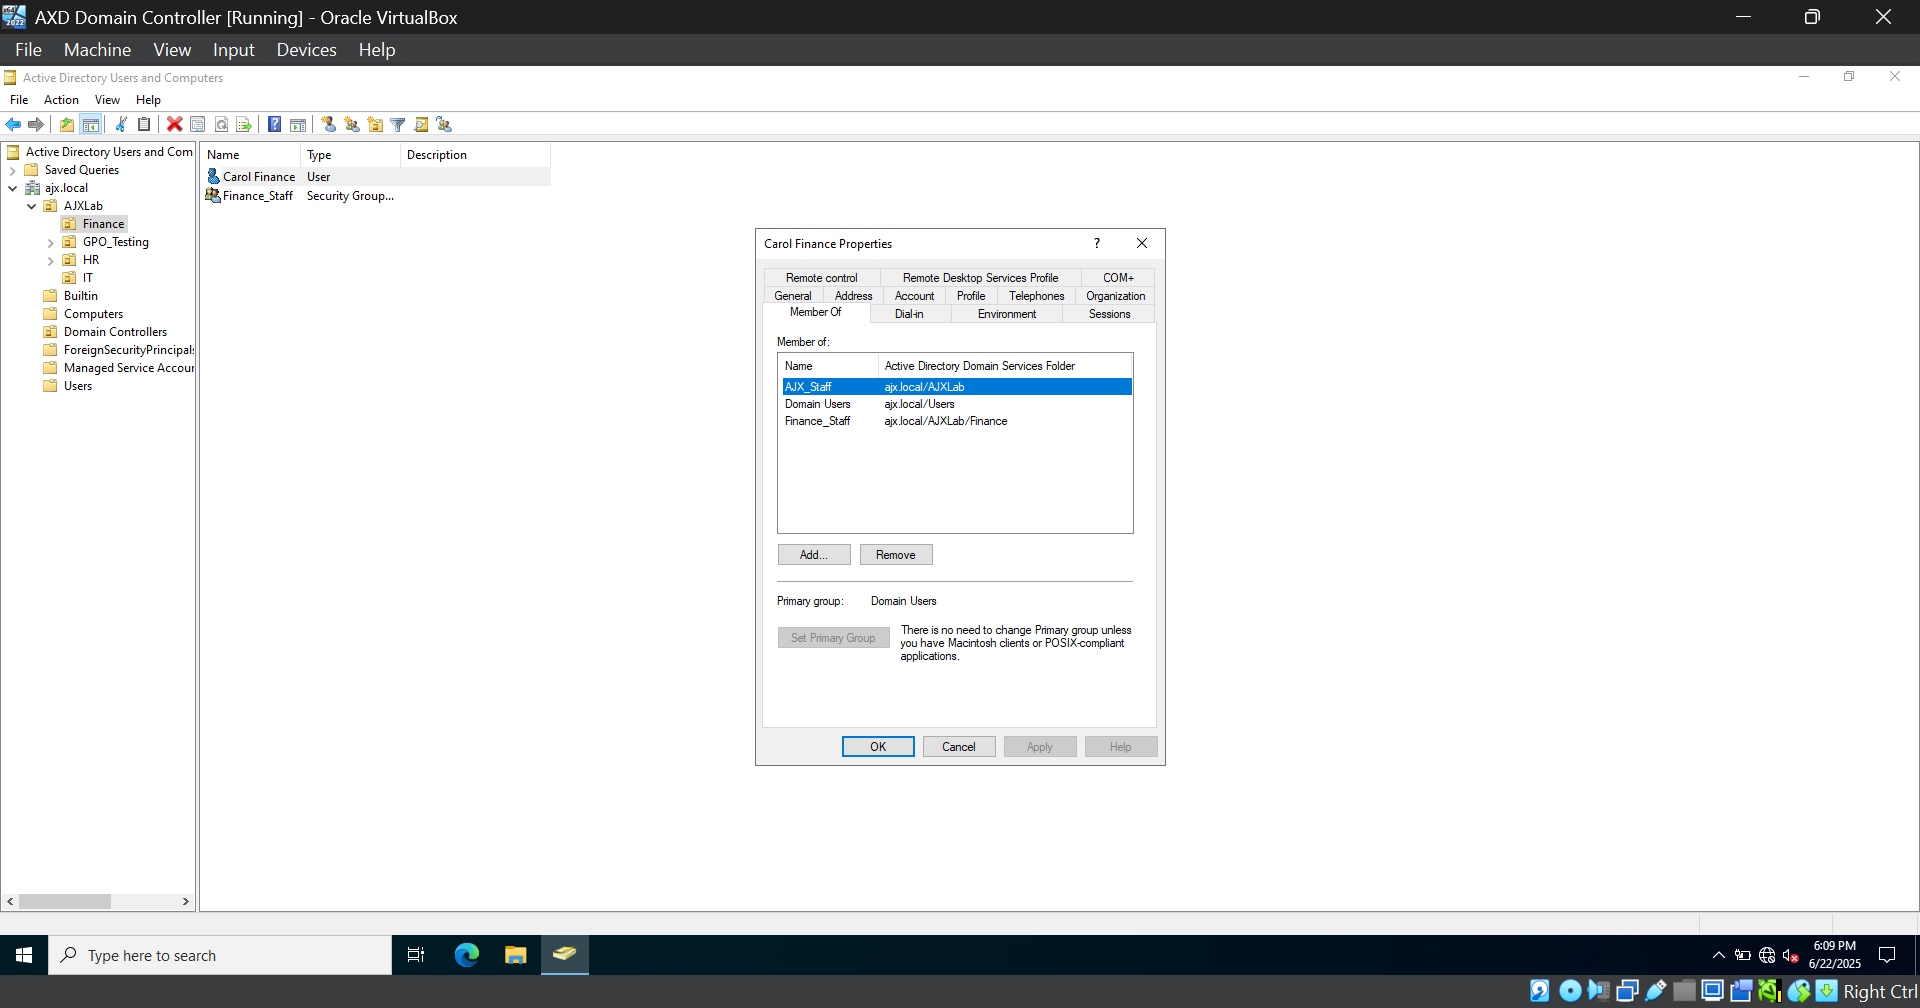 AXD Domain Controller [Running] - Oracle VirtualBox
File Machine View Input Devices Help
Active Directory Users and Computers
File Action View Help
Active Directory Users and Com
Saved Queries
ajx.local
AJXLab
Finance
GPO_Testing
HR
IT
Builtin
Computers
Domain Controllers
ForeignSecurityPrincipals
Managed Service Accour
Users
Name Type Description
Carol Finance User
Finance_Staff Security Group...
Carol Finance Properties
?
Remote control Remote Desktop Services Profile COM+
General Address Account Profile Telephones Organization
Member Of Dial-in Environment Sessions
Member of:
Name Active Directory Domain Services Folder
AJX_Staff ajx.local/AJXLab
Domain Users ajx.local/Users
Finance_Staff ajx.local/AJXLab/Finance
Add... Remove
Primary group: Domain Users
Set Primary Group
There is no need to change Primary group unless
you have Macintosh clients or POSIX-compliant
applications.
OK Cancel Apply Help
Type here to search
6:09 PM
6/22/2025
Right Ctrl